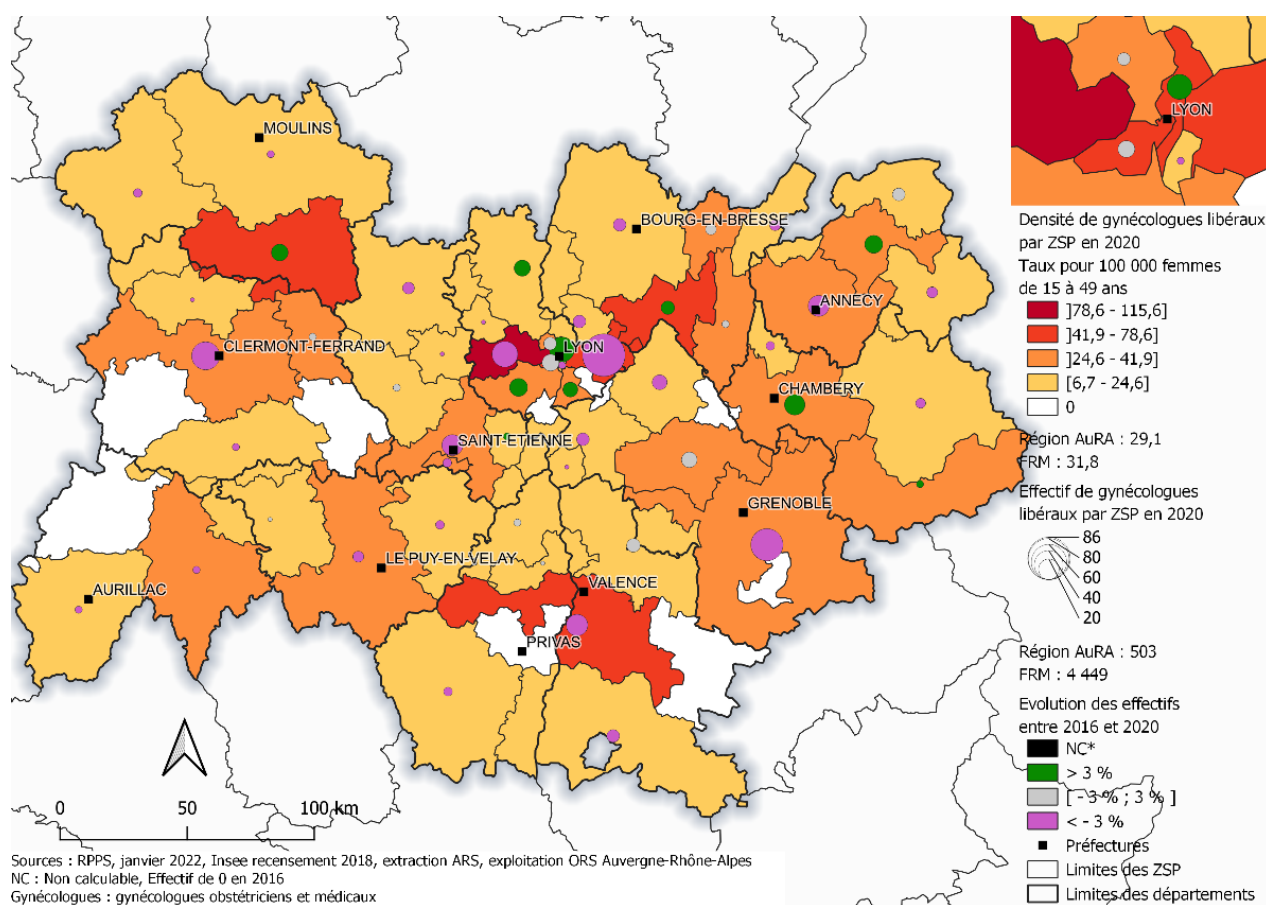 MOULINS
BOURG-EN-BRESSE
ANNECY
CLERMONT-FERRAND
LYON
CHAMBERY
SAINT-ETIENNE
GRENOBLE
LE-PUY-EN-VELAY
VALENCE
AURILLAC
PRIVAS
0 50 100 km
Sources : RPPS, janvier 2022, Insee recensement 2018, extraction ARS, exploitation ORS Auvergne-Rhône-Alpes
NC : Non calculable, Effectif de 0 en 2016
Gynécologues : gynécologues obstétriciens et médicaux
LYON
Densité de gynécologues libéraux
par ZSP en 2020
Taux pour 100 000 femmes
de 15 à 49 ans
]78,6 - 115,6]
]41,9 - 78,6]
]24,6 - 41,9]
[6,7 - 24,6]
0
Région AuRA : 29,1
FRM : 31,8
Effectif de gynécologues
libéraux par ZSP en 2020
86
80
60
40
20
Région AuRA : 503
FRM : 4 449
Evolution des effectifs
entre 2016 et 2020
NC*
> 3 %
[ - 3 % ; 3 % ]
< - 3 %
Préfectures
Limites des ZSP
Limites des départements